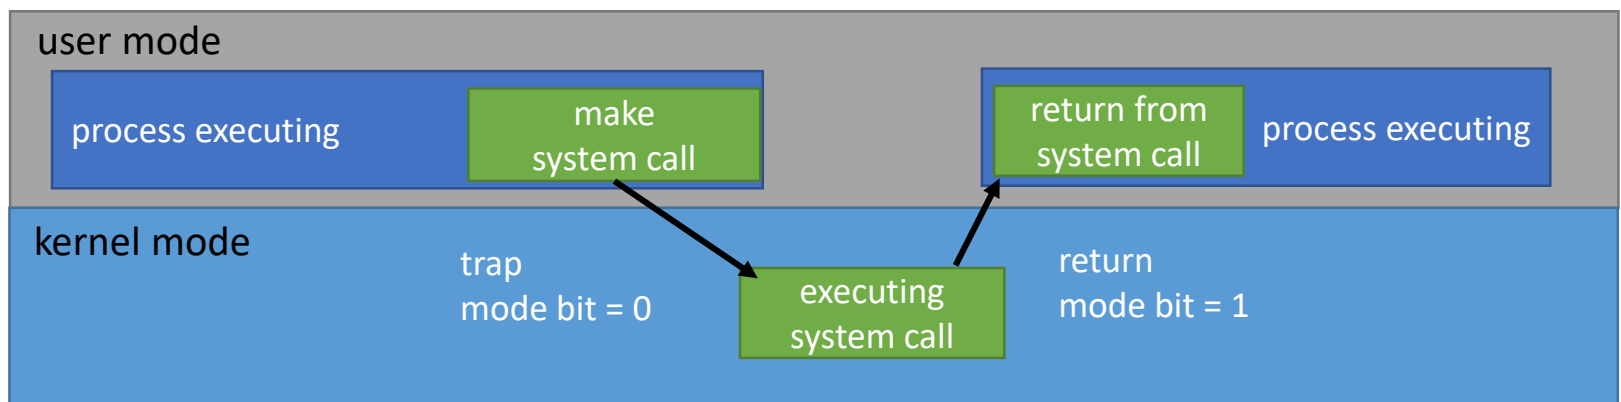 user mode
process executing
make
system call
return from
system call
process executing
kernel mode
trap
mode bit = 0
executing
system call
return
mode bit = 1